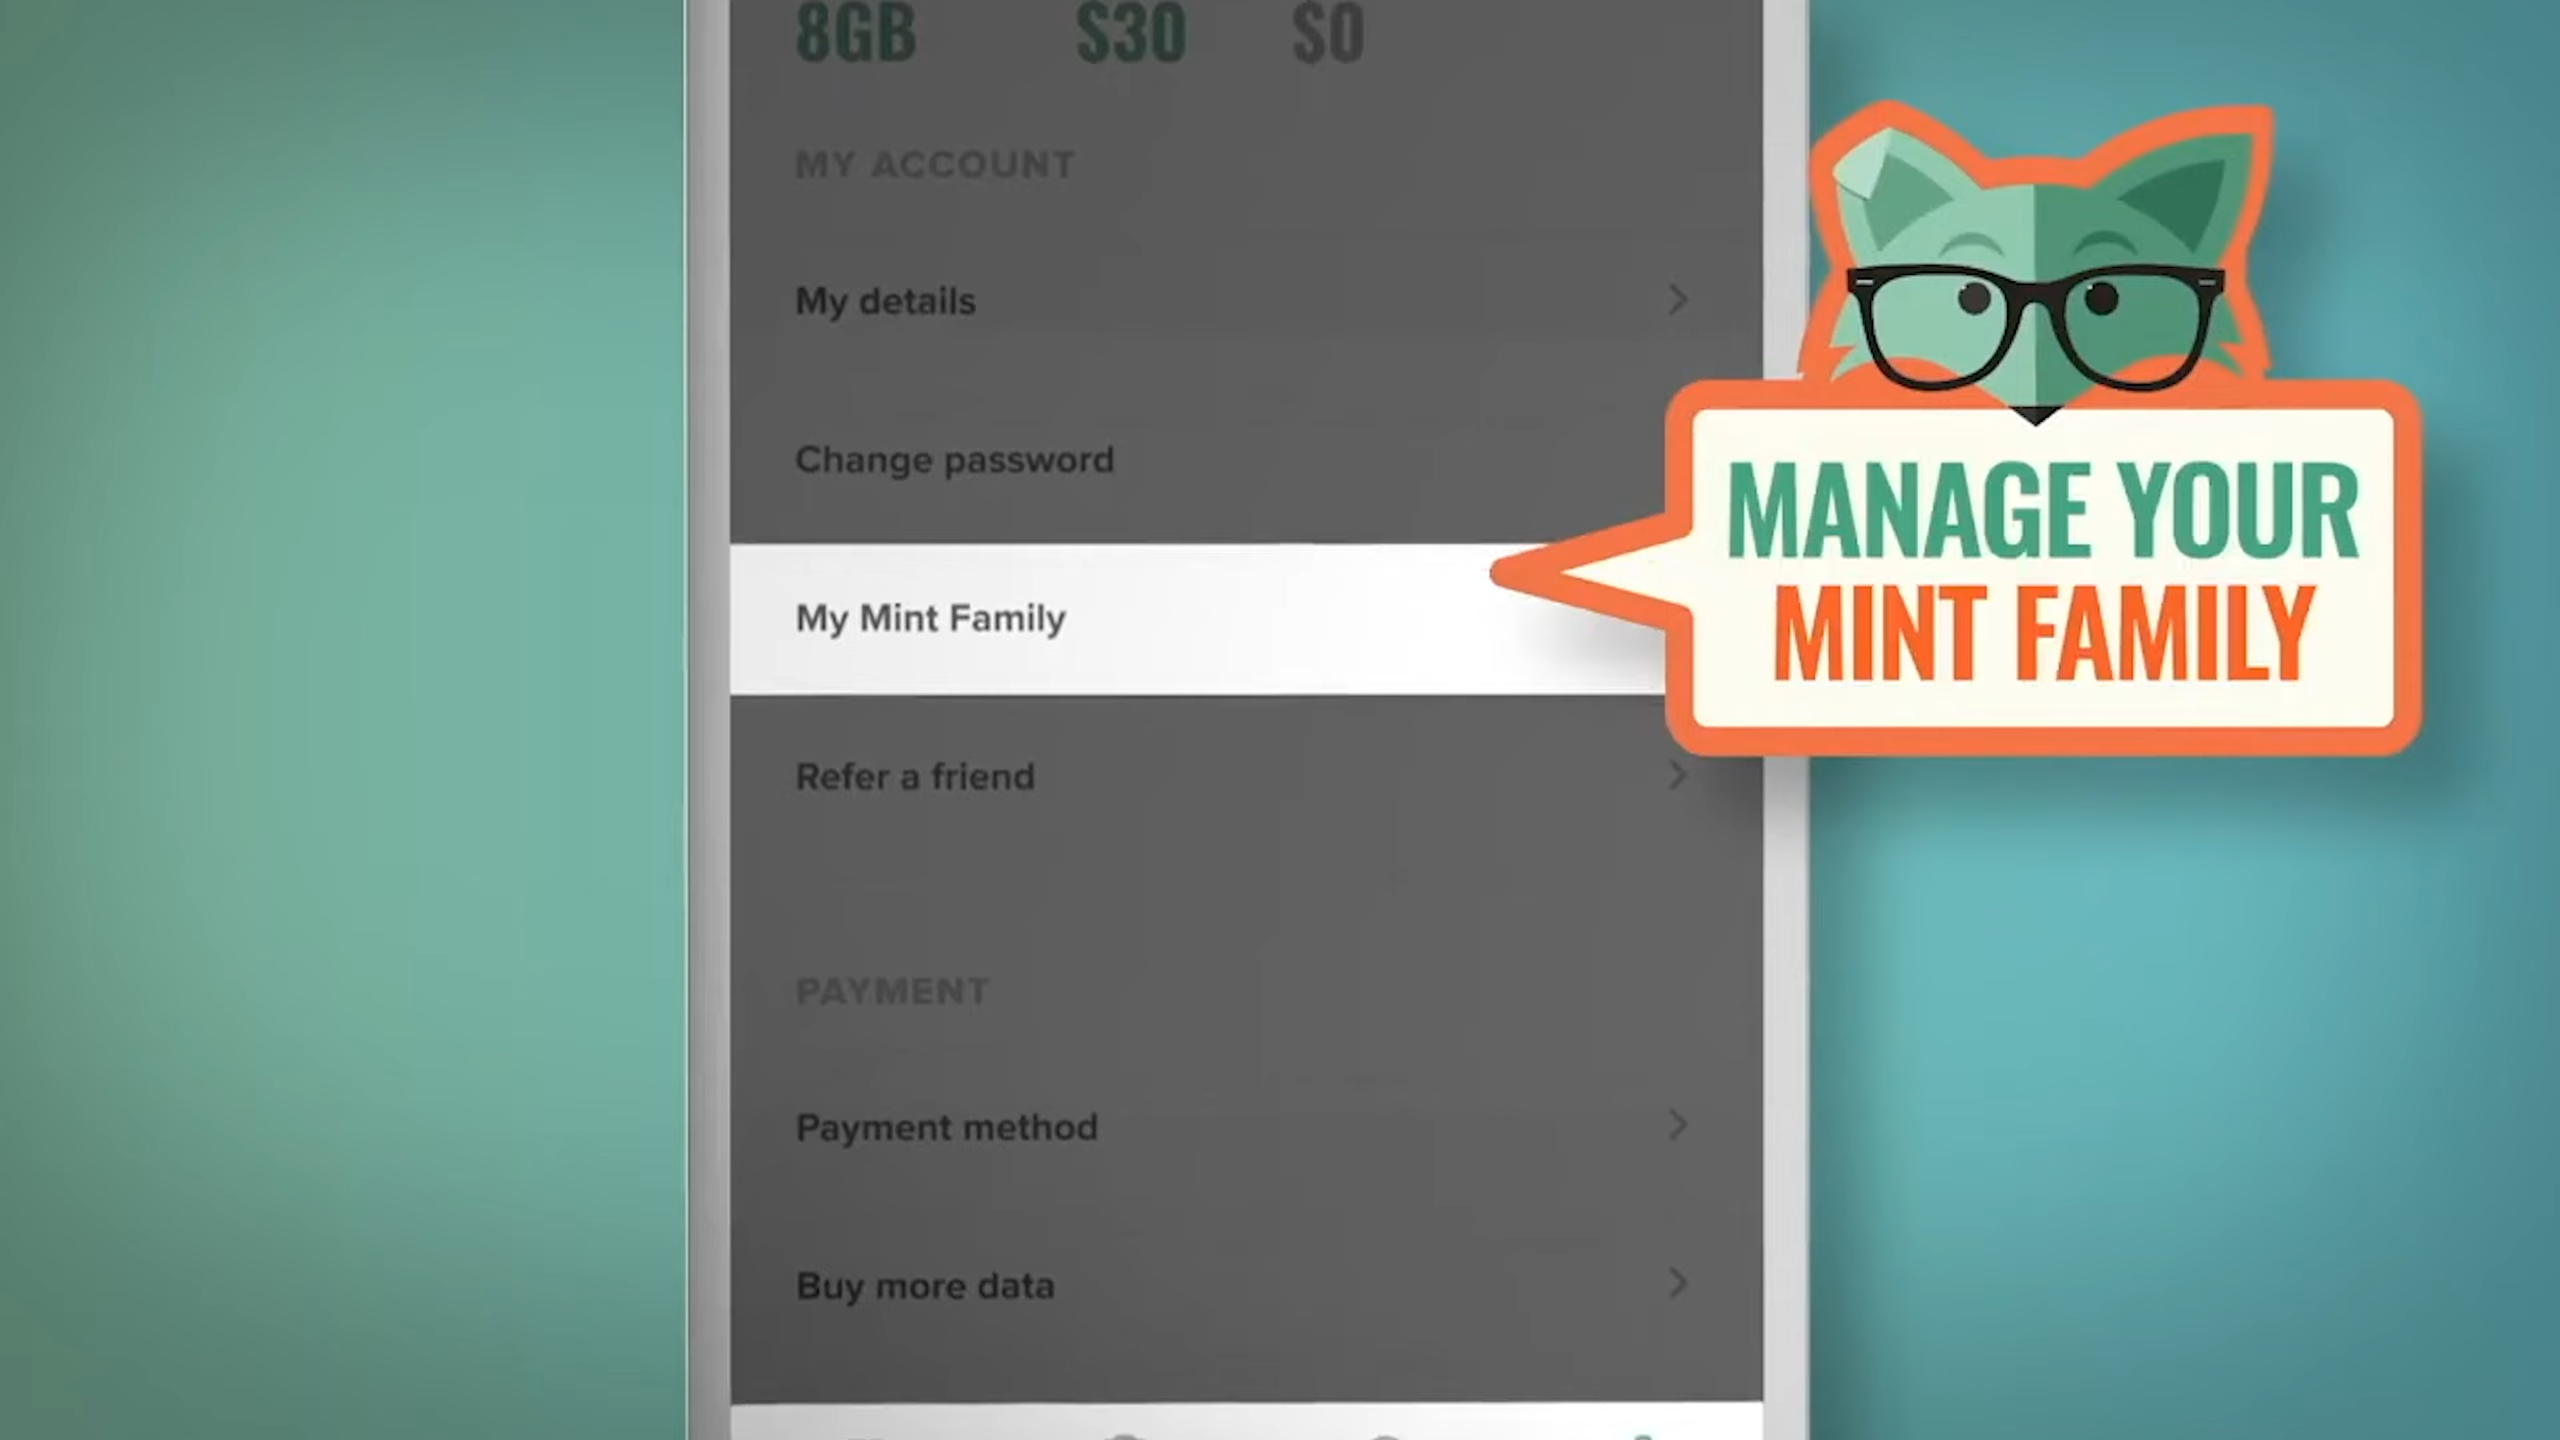 8GB $30 $0
MY ACCOUNT
My details
Change password
My Mint Family
Refer a friend
PAYMENT
Payment method
Buy more data
MANAGE YOUR
MINT FAMILY